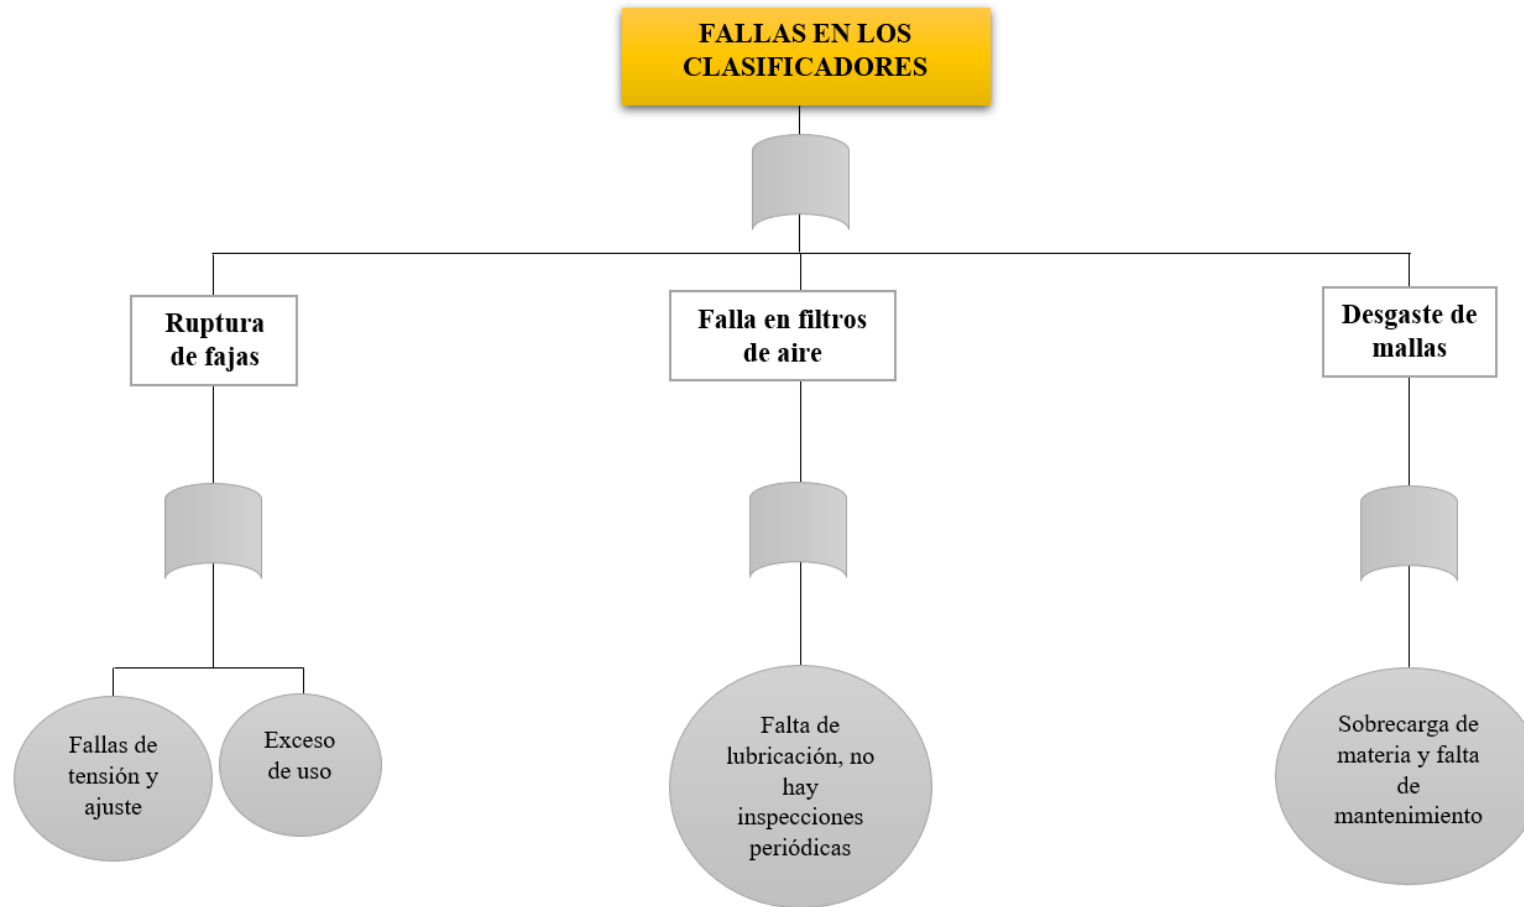 FALLAS EN LOS
CLASIFICADORES
Ruptura
de fajas
Falla en filtros
de aire
Desgaste de
mallas
Fallas de
tensión y
ajuste
Exceso
de uso
Falta de
lubricación, no
hay
inspecciones
periódicas
Sobrecarga de
materia y falta
de
mantenimiento